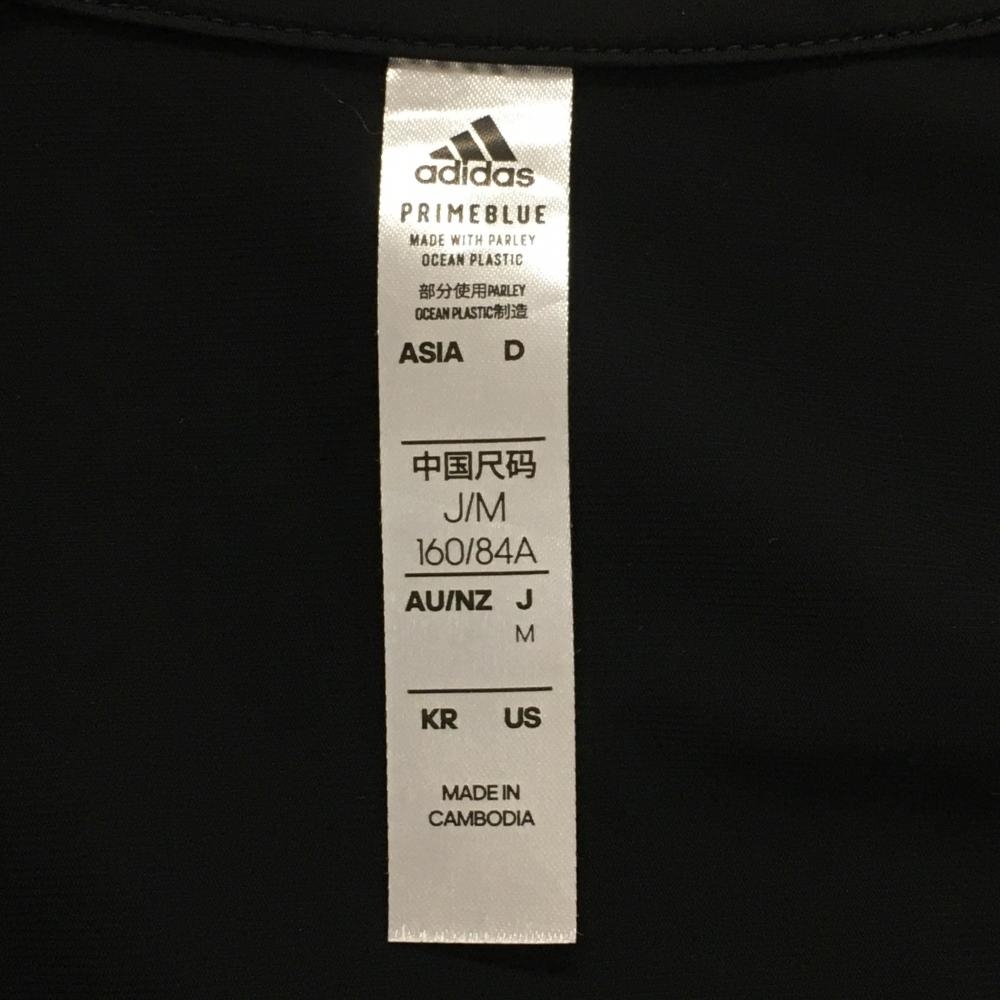 adidas
PRIMEBLUE
MADE WITH PARLEY
OCEAN PLASTIC
部分使用PARLEY
OCEAN PLASTIC制造
ASIA D
中国尺码
J/M
160/84A
AU/NZ J
M
KR US
MADE IN
CAMBODIA